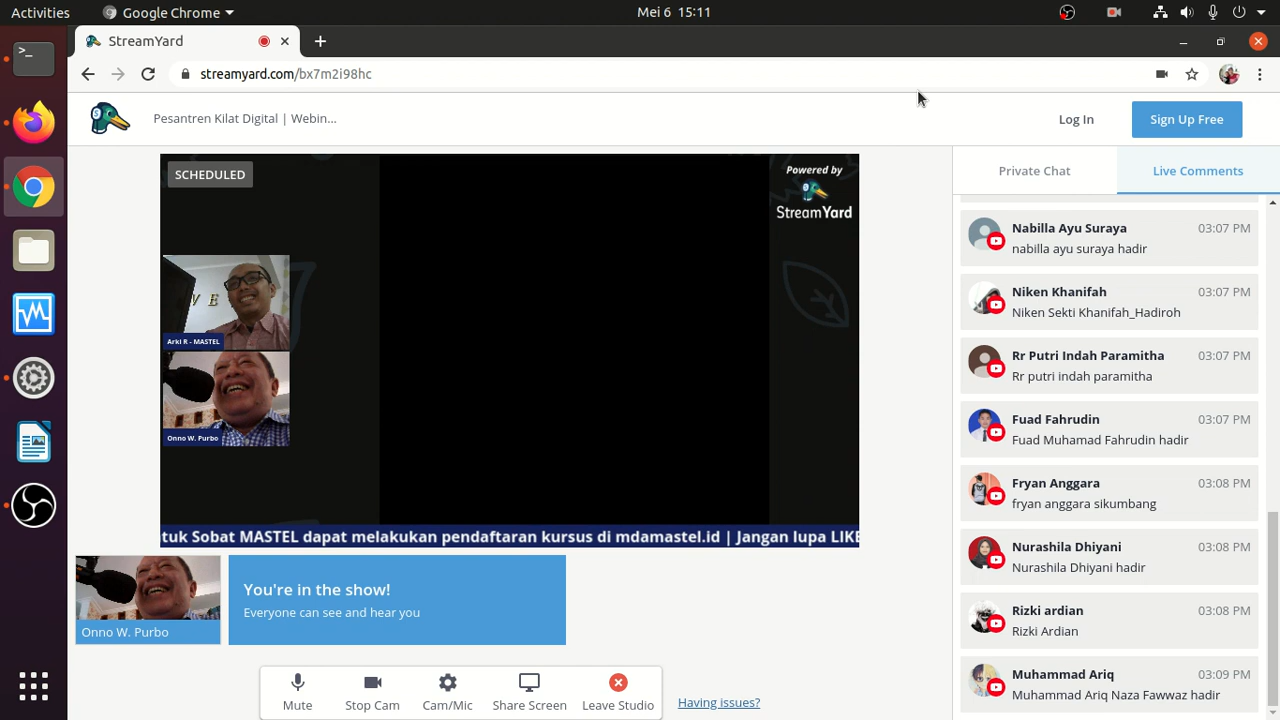 Activities
Google Chrome
Mei 6 15:11
StreamYard
streamyard.com/bx7m2i98hc
Pesantren Kilat Digital | Webin...
Log In
Sign Up Free
SCHEDULED
Powered by
StreamYard
Arki R - MASTEL
Onno W. Purbo
tuk Sobat MASTEL dapat melakukan pendaftaran kursus di mdamastel.id | Jangan lupa LIKE
Onno W. Purbo
You're in the show!
Everyone can see and hear you
Mute
Stop Cam
Cam/Mic
Share Screen
Leave Studio
Having issues?
Private Chat
Live Comments
Nabilla Ayu Suraya 03:07 PM
nabilla ayu suraya hadir
Niken Khanifah 03:07 PM
Niken Sekti Khanifah_Hadiroh
Rr Putri Indah Paramitha 03:07 PM
Rr putri indah paramitha
Fuad Fahrudin 03:07 PM
Fuad Muhamad Fahrudin hadir
Fryan Anggara 03:08 PM
fryan anggara sikumbang
Nurashila Dhiyani 03:08 PM
Nurashila Dhiyani hadir
Rizki ardian 03:08 PM
Rizki Ardian
Muhammad Ariq 03:09 PM
Muhammad Ariq Naza Fawwaz hadir